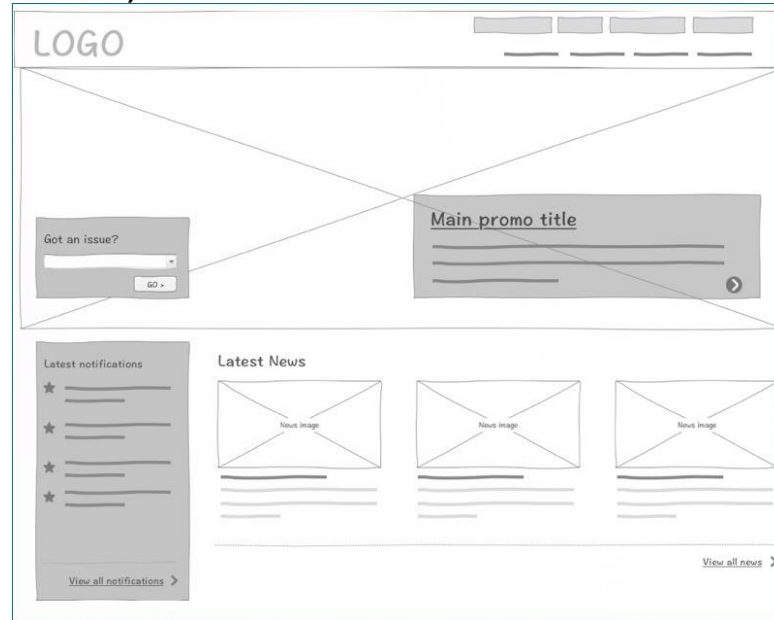 LOGO
Main promo title
Got an issue?
GO >
Latest notifications
Latest News
News image
News image
News image
View all news
View all notifications